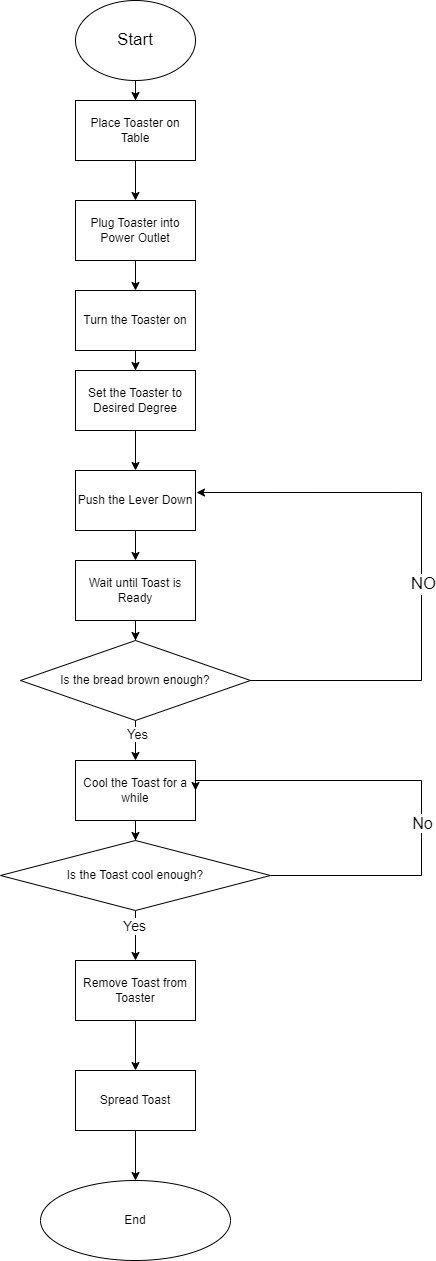 Start
Place Toaster on
Table
Plug Toaster into
Power Outlet
Turn the Toaster on
Set the Toaster to
Desired Degree
Push the Lever Down
Wait until Toast is
Ready
NO
Is the bread brown enough?
Yes
Cool the Toast for a
while
No
Is the Toast cool enough?
Yes
Remove Toast from
Toaster
Spread Toast
End